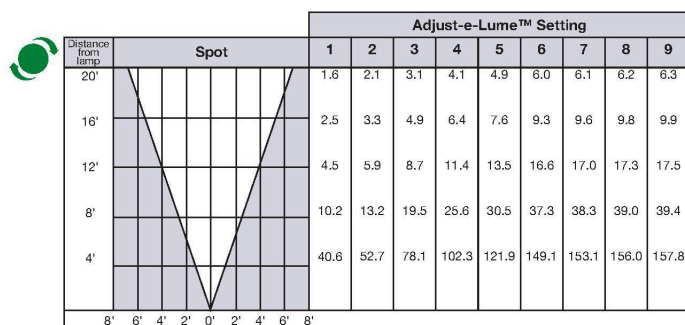 Adjust-e-Lume™ Setting
Distance from lamp Spot 1 2 3 4 5 6 7 8 9
20' 1.6 2.1 3.1 4.1 4.9 6.0 6.1 6.2 6.3
16' 2.5 3.3 4.9 6.4 7.6 9.3 9.6 9.8 9.9
12' 4.5 5.9 8.7 11.4 13.5 16.6 17.0 17.3 17.5
8' 10.2 13.2 19.5 25.6 30.5 37.3 38.3 39.0 39.4
4' 40.6 52.7 78.1 102.3 121.9 149.1 153.1 156.0 157.8
8' 6' 4' 2' 0' 2' 4' 6' 8'